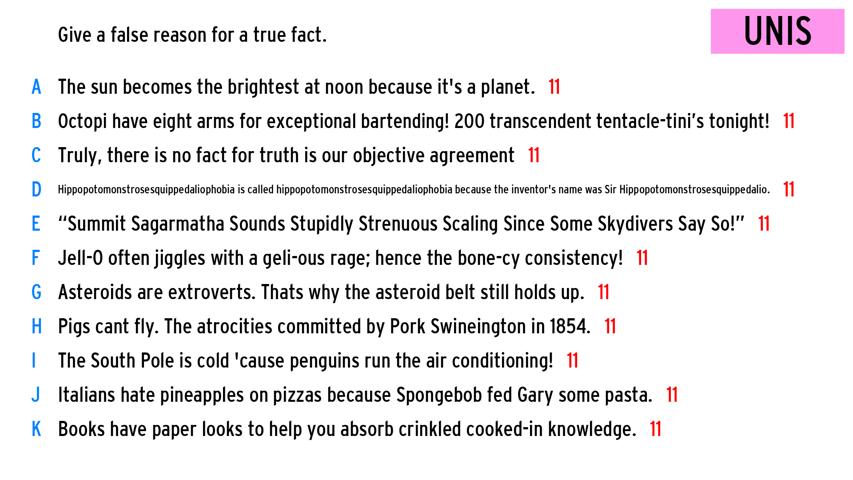 Give a false reason for a true fact.
UNIS
A The sun becomes the brightest at noon because it's a planet. 11
B Octopi have eight arms for exceptional bartending! 200 transcendent tentacle-tini's tonight! 11
C Truly, there is no fact for truth is our objective agreement 11
D Hippopotomonstrosesquippedaliophobia is called hippopotomonstrosesquippedaliophobia because the inventor's name was Sir Hippopotomonstrosesquippedalio. 11
E “Summit Sagarmatha Sounds Stupidly Strenuous Scaling Since Some Skydivers Say So!” 11
F Jell-O often jiggles with a geli-ous rage; hence the bone-cy consistency! 11
G Asteroids are extroverts. Thats why the asteroid belt still holds up. 11
H Pigs cant fly. The atrocities committed by Pork Swineington in 1854. 11
I The South Pole is cold 'cause penguins run the air conditioning! 11
J Italians hate pineapples on pizzas because Spongebob fed Gary some pasta. 11
K Books have paper looks to help you absorb crinkled cooked-in knowledge. 11